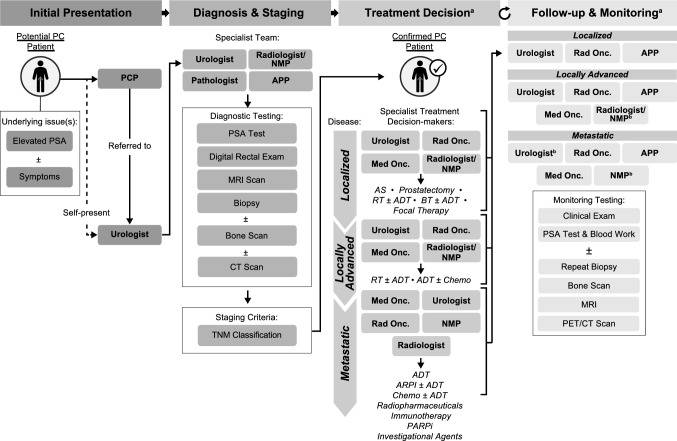 Initial Presentation
Potential PC
Patient
PCP
Underlying issue(s):
Elevated PSA
±
Symptoms
Referred to
Self-present
Urologist
Diagnosis & Staging
Specialist Team:
Urologist
Radiologist/
NMP
Pathologist
APP
Diagnostic Testing:
PSA Test
Digital Rectal Exam
MRI Scan
Biopsy
±
Bone Scan
±
CT Scan
Staging Criteria:
TNM Classification
Treatment Decisionᵃ
Confirmed PC
Patient
Specialist Treatment
Decision-makers:
Disease:
Localized
Urologist
Rad Onc.
Med Onc.
Radiologist/
NMP
AS • Prostatectomy •
RT ± ADT • BT ± ADT •
Focal Therapy
Locally
Advanced
Urologist
Rad Onc.
Med Onc.
Radiologist/
NMP
RT ± ADT • ADT ± Chemo
Metastatic
Med Onc.
Urologist
Rad Onc.
NMP
Radiologist
ADT
ARPI ± ADT
Chemo ± ADT
Radiopharmaceuticals
Immunotherapy
PARPi
Investigational Agents
Follow-up & Monitoringᵃ
Localized
Urologist
Rad Onc.
APP
Locally Advanced
Urologist
Rad Onc.
APP
Med Onc.
Radiologist/
NMPᵇ
Metastatic
Urologistᵇ
Rad Onc.
APP
Med Onc.
NMPᵇ
Monitoring Testing:
Clinical Exam
PSA Test & Blood Work
±
Repeat Biopsy
Bone Scan
MRI
PET/CT Scan